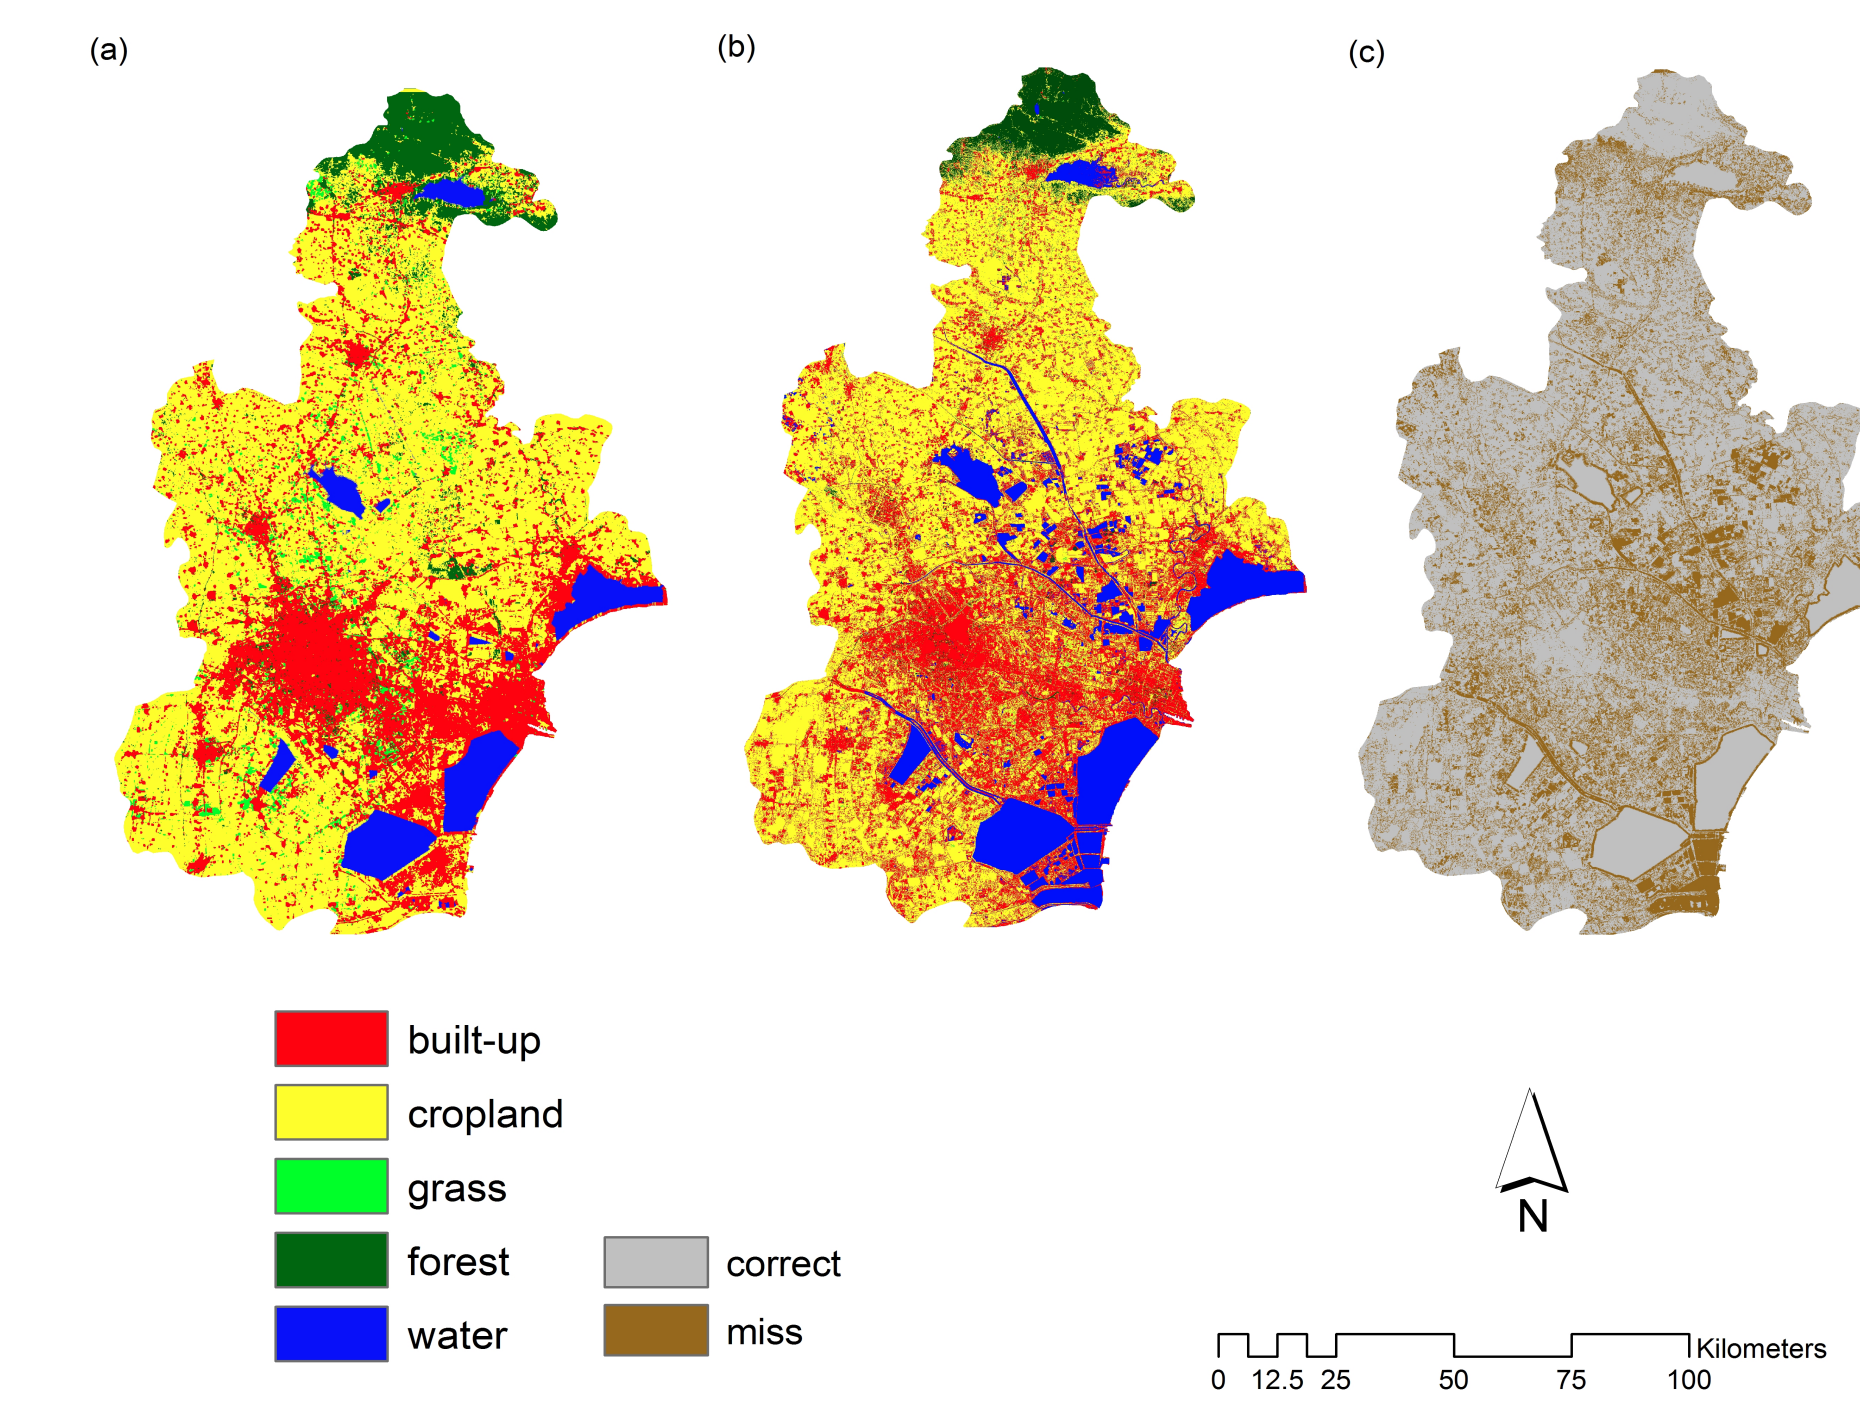 (a)
(b)
(c)
built-up
cropland
grass
forest
water
correct
miss
N
Kilometers
0 12.5 25 50 75 100